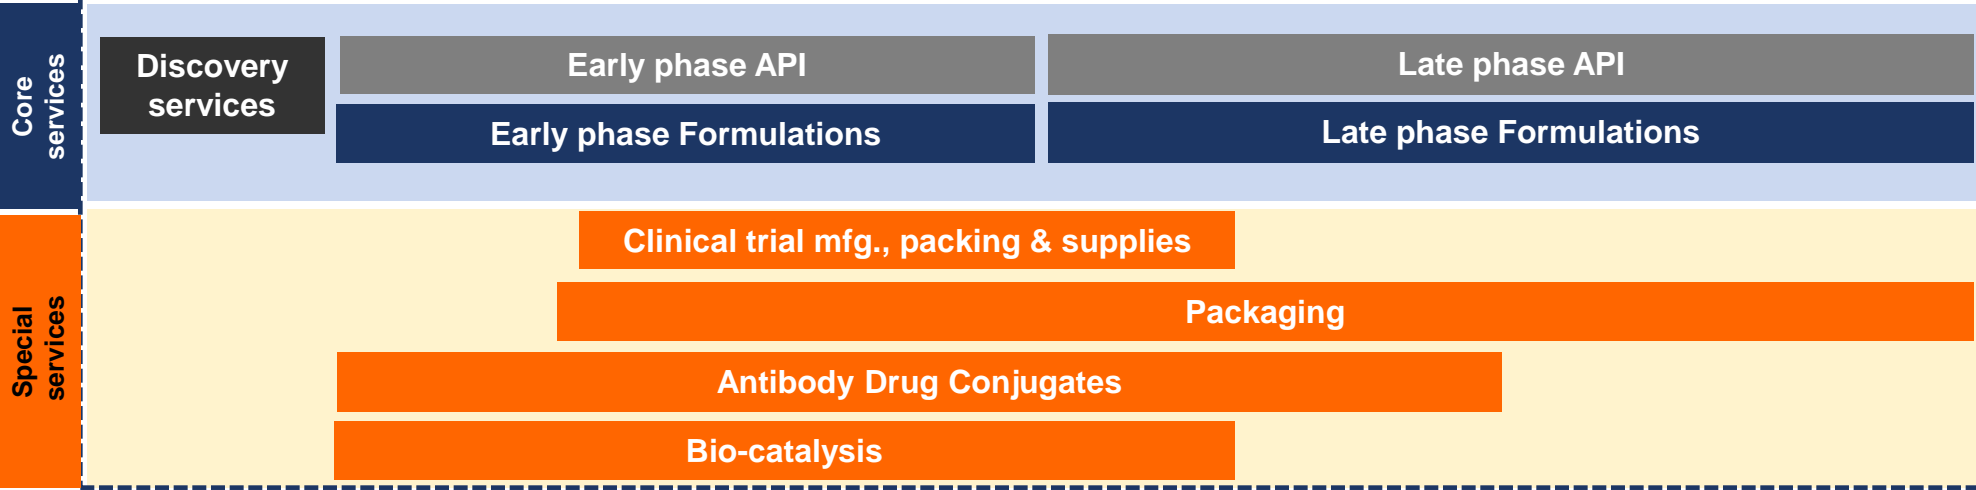 Core
services
Discovery
services
Early phase API
Late phase API
Early phase Formulations
Late phase Formulations
Special
services
Clinical trial mfg., packing & supplies
Packaging
Antibody Drug Conjugates
Bio-catalysis